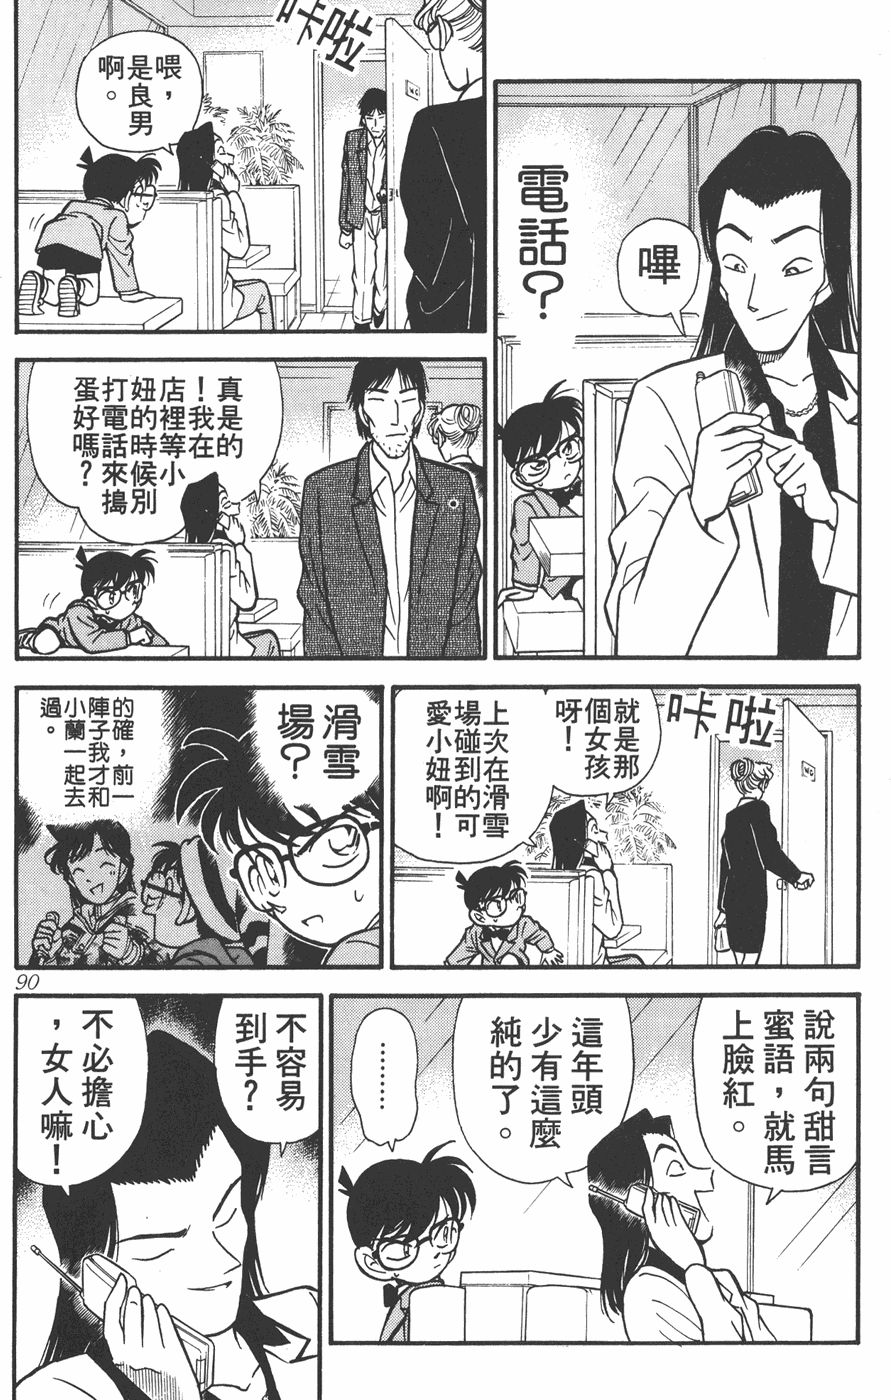 嗶
電話?
咔啦
WC
喂,
是良男
啊。
真是的
!我在
店裡等小
妞的時候別
打電話來搗
蛋好嗎?
咔啦
WC
就是那
個女孩
呀!
上次在滑雪
場碰到的可
愛小妞啊!
滑雪
場?
的確,前一
陣子我才和
小蘭一起去
過。
90
說兩句甜言
蜜語,就馬
上臉紅。
這年頭
少有這麼
純的了。
………
不容易
到手?
不必擔心
,女人嘛!